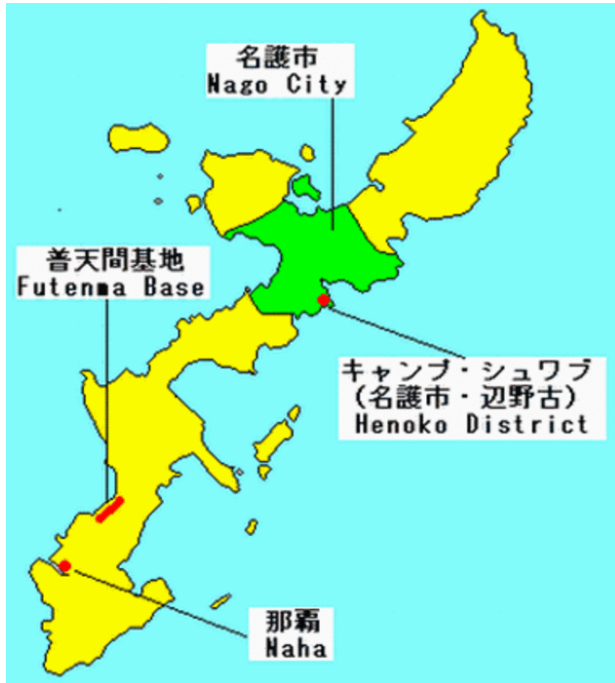 名護市
Nago City
普天間基地
Futenma Base
キャンプ・シュワブ
(名護市・辺野古)
Henoko District
那覇
Naha